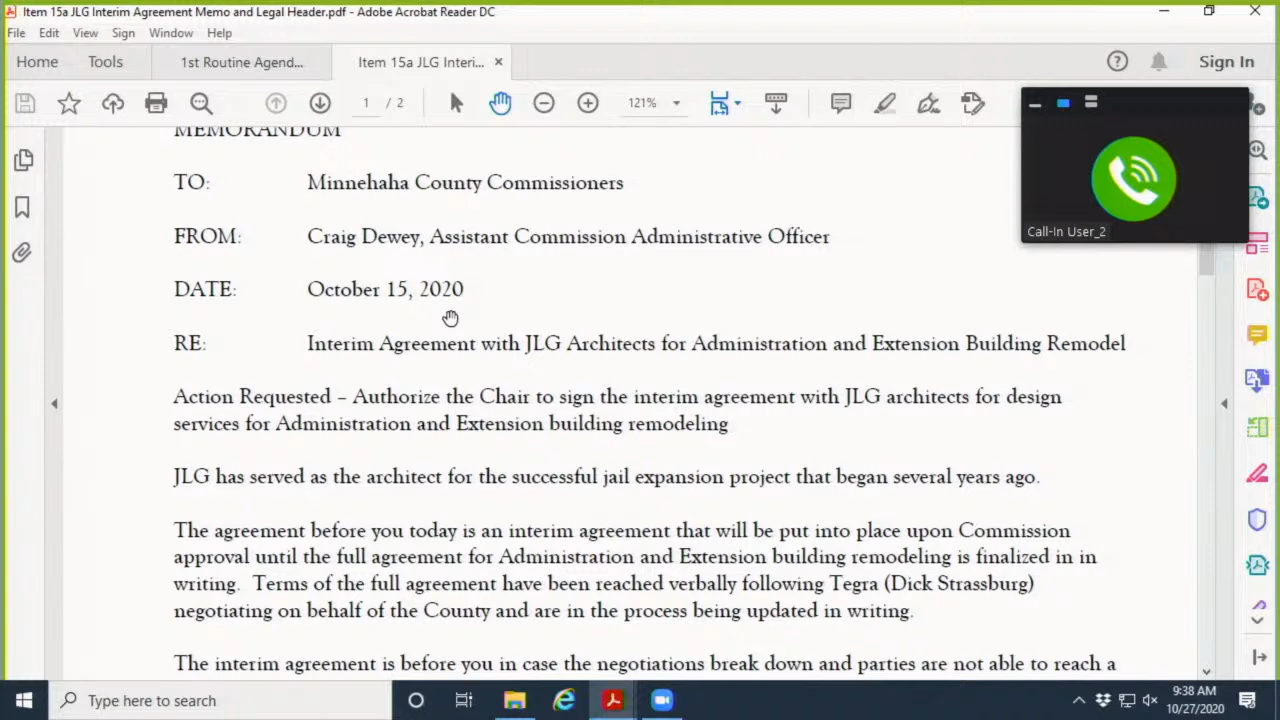 Item 15a JLG Interim Agreement Memo and Legal Header.pdf - Adobe Acrobat Reader DC
File Edit View Sign Window Help
Home Tools 1st Routine Agend... Item 15a JLG Interi... × Sign In
1 / 2 121%
MEMORANDUM
TO: Minnehaha County Commissioners
Call-In User_2
FROM: Craig Dewey, Assistant Commission Administrative Officer
DATE: October 15, 2020
RE: Interim Agreement with JLG Architects for Administration and Extension Building Remodel
Action Requested – Authorize the Chair to sign the interim agreement with JLG architects for design
services for Administration and Extension building remodeling
JLG has served as the architect for the successful jail expansion project that began several years ago.
The agreement before you today is an interim agreement that will be put into place upon Commission
approval until the full agreement for Administration and Extension building remodeling is finalized in in
writing. Terms of the full agreement have been reached verbally following Tegra (Dick Strassburg)
negotiating on behalf of the County and are in the process being updated in writing.
The interim agreement is before you in case the negotiations break down and parties are not able to reach a
Type here to search
9:38 AM
10/27/2020